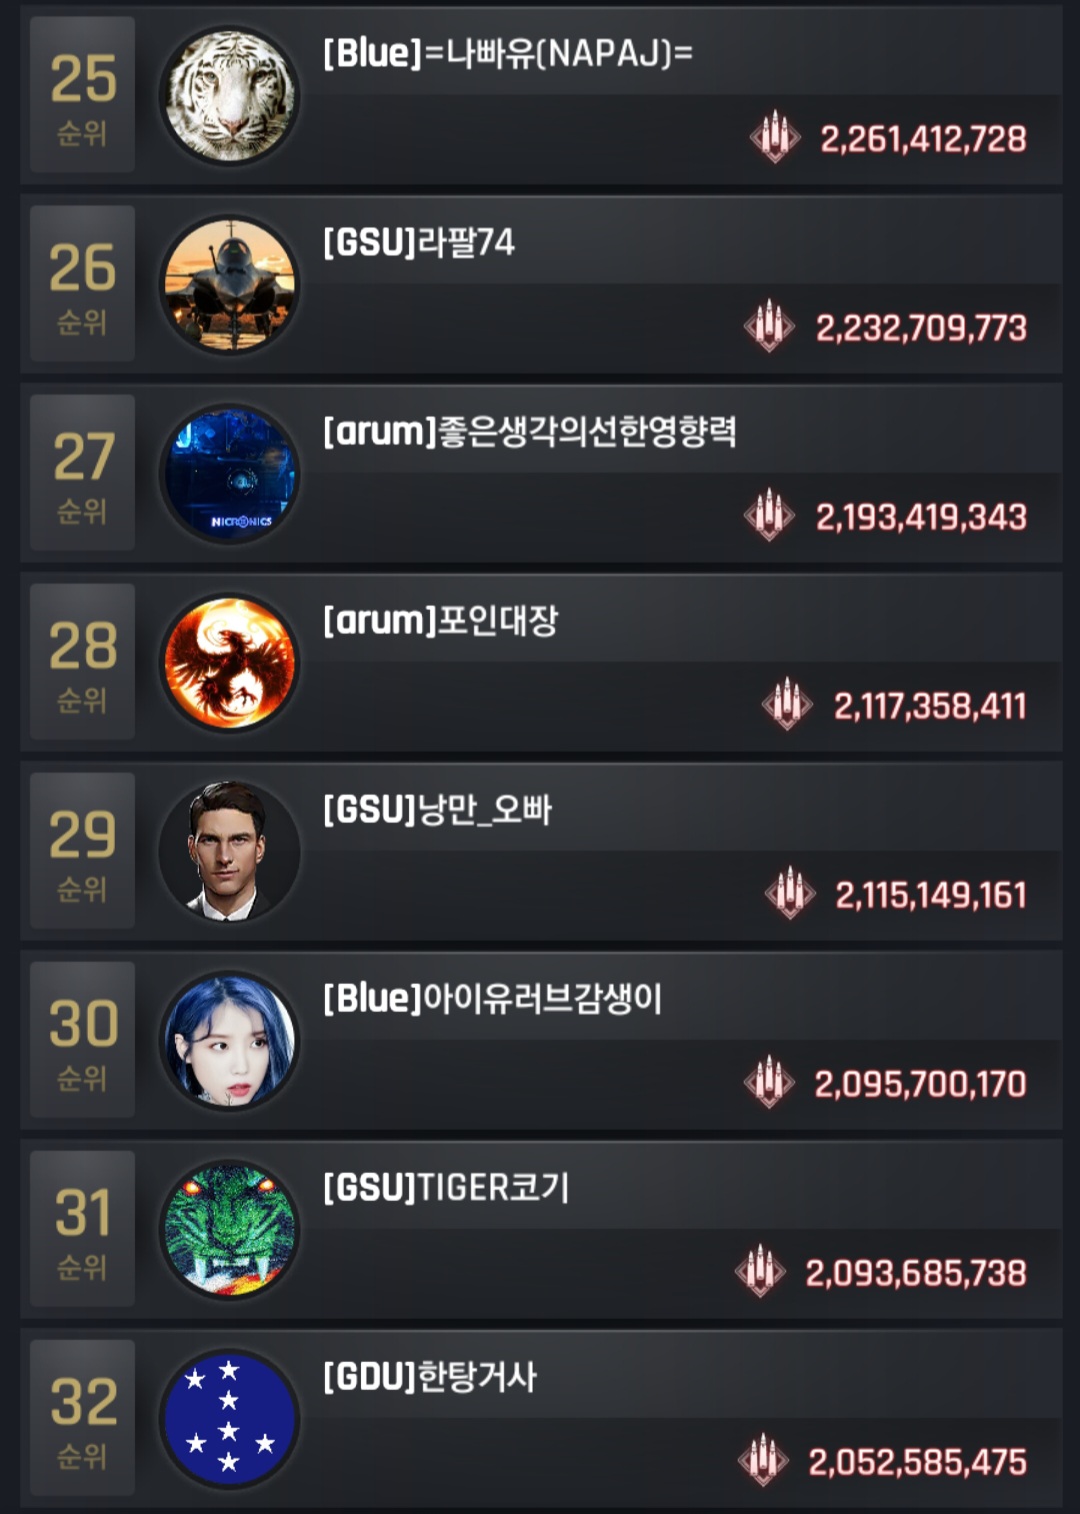 25
순위
[Blue]=나빠유(NAPAJ)=
2,261,412,728
26
순위
[GSU]라팔74
2,232,709,773
27
순위
NICRONICS
[arum]좋은생각의선한영향력
2,193,419,343
28
순위
[arum]포인대장
2,117,358,411
29
순위
[GSU]낭만_오빠
2,115,149,161
30
순위
[Blue]아이유러브감생이
2,095,700,170
31
순위
[GSU]TIGER코기
2,093,685,738
32
순위
[GDU]한탕거사
2,052,585,475